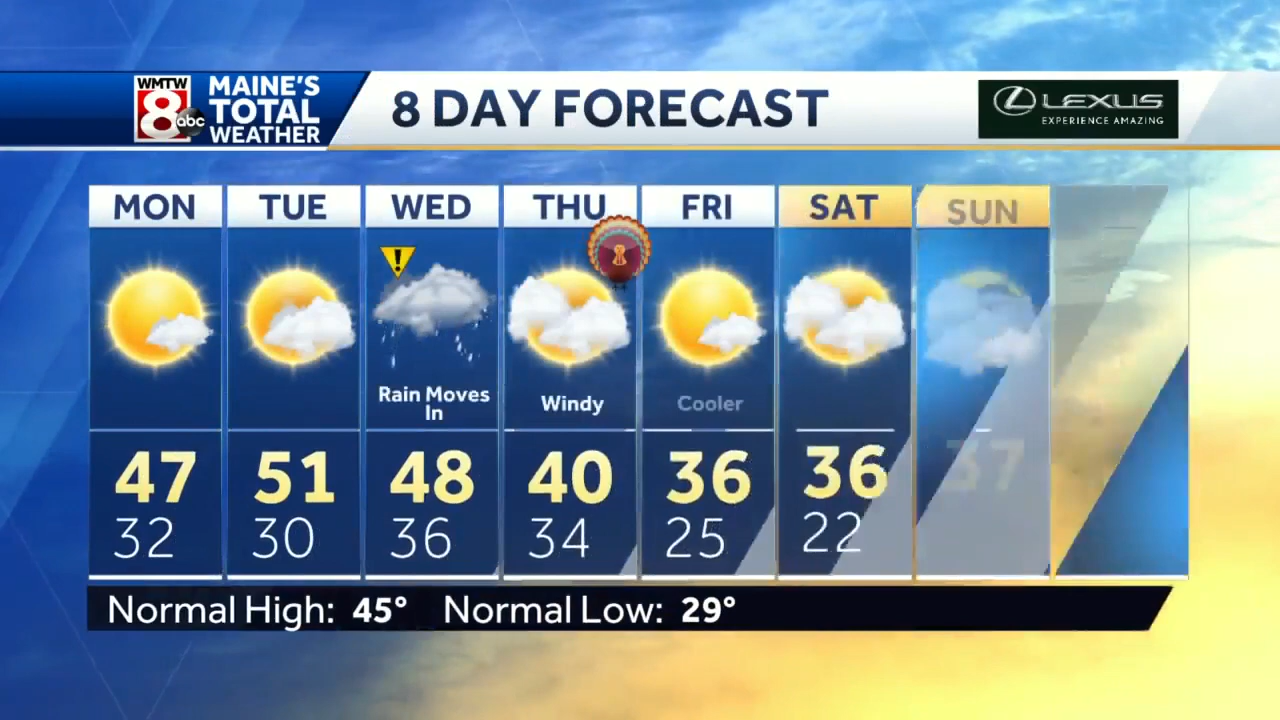 WMTW
8
abc
MAINE'S
TOTAL
WEATHER
8 DAY FORECAST
LEXUS
EXPERIENCE AMAZING
MON TUE WED THU FRI SAT SUN
!
Rain Moves
In
Windy
Cooler
47 51 48 40 36 36 37
32 30 36 34 25 22
Normal High: 45° Normal Low: 29°